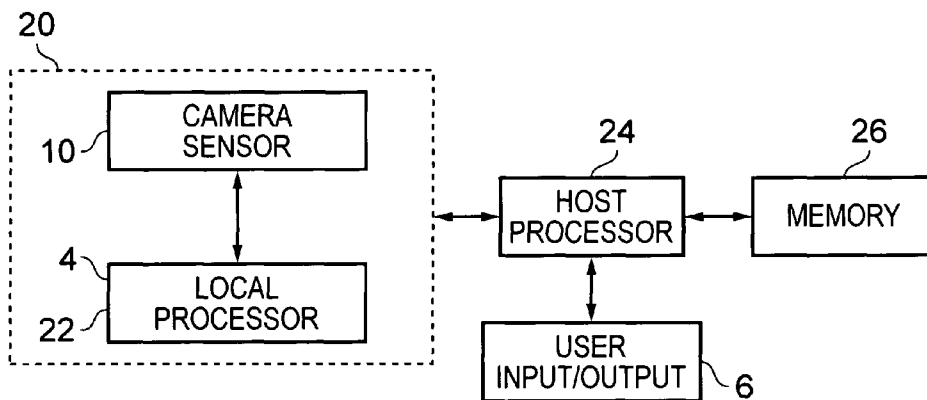 20
CAMERA
SENSOR
10
24
26
HOST
PROCESSOR
MEMORY
4
22
LOCAL
PROCESSOR
USER
INPUT/OUTPUT
6